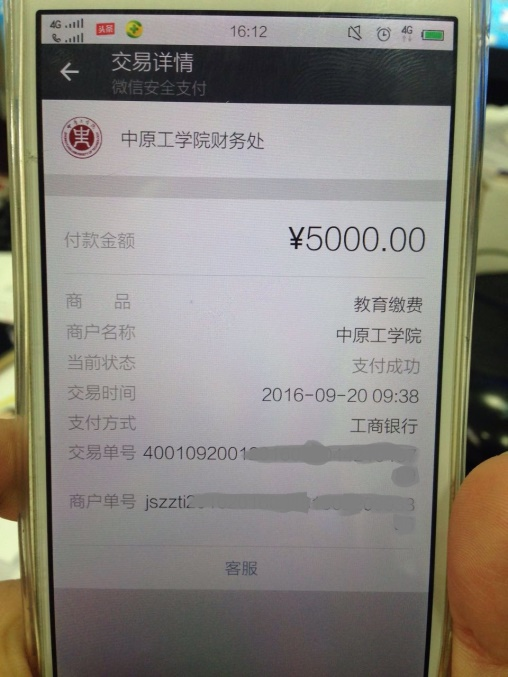 4G 头条 16:12 4G
交易详情
微信安全支付
中原工学院财务处
付款金额 ¥5000.00
商 品 教育缴费
商户名称 中原工学院
当前状态 支付成功
交易时间 2016-09-20 09:38
支付方式 工商银行
交易单号 4001092001
商户单号 jszzti2
客服